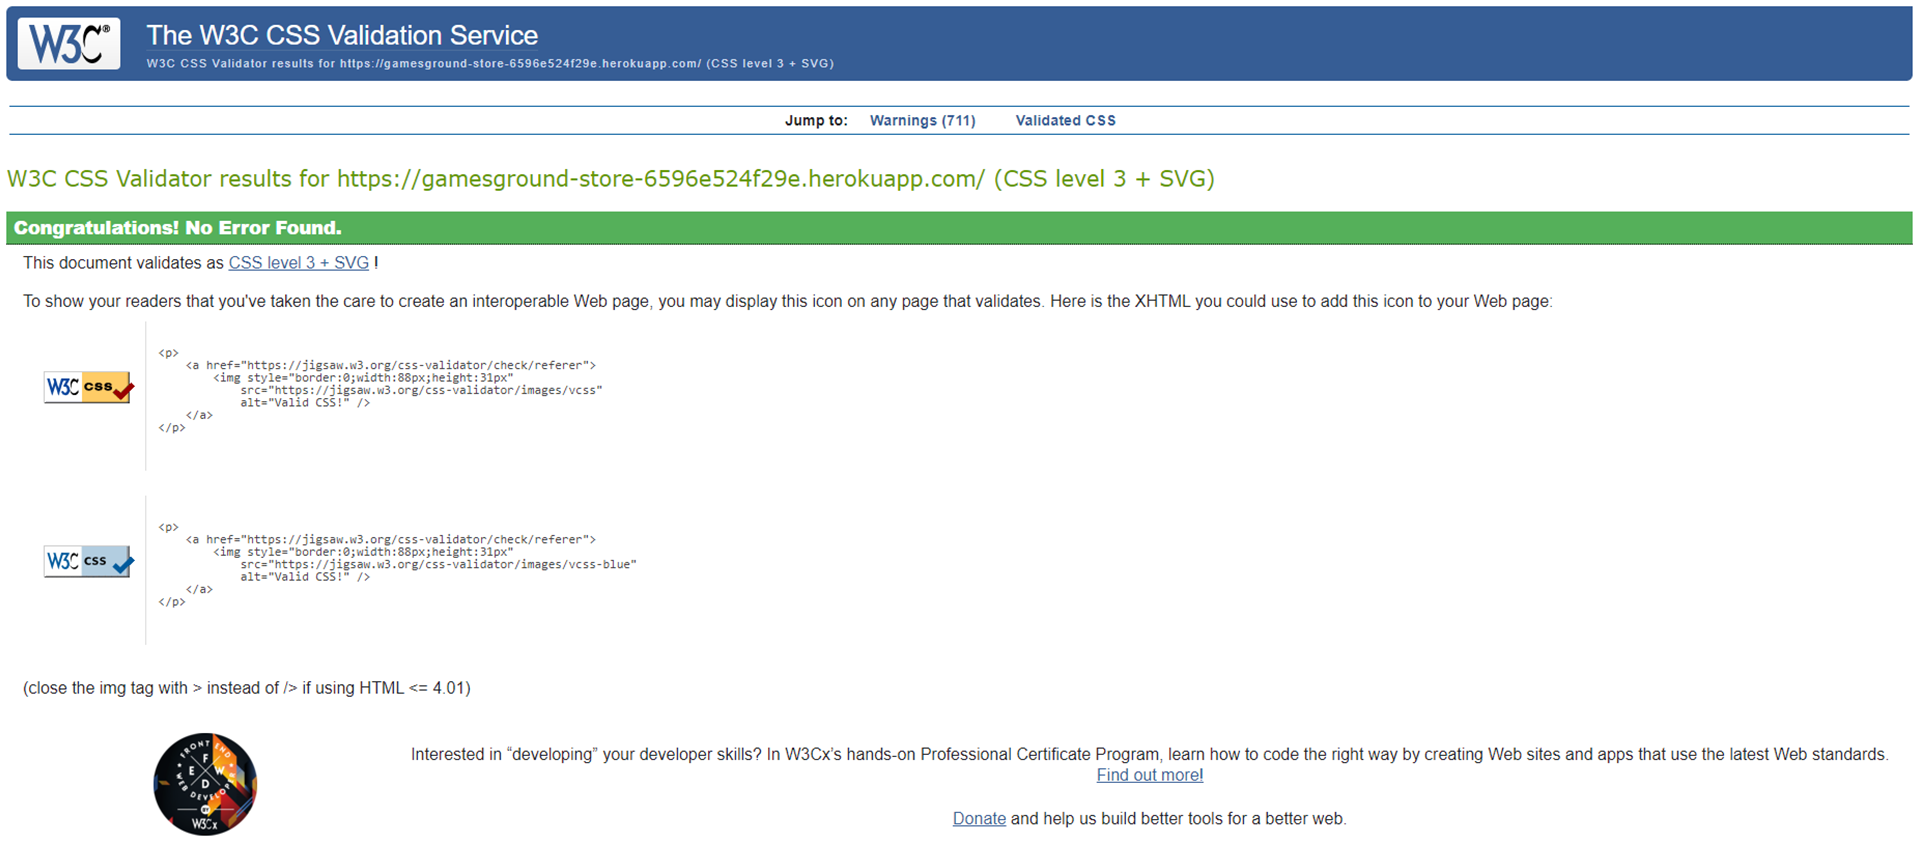 W3C® The W3C CSS Validation Service
W3C CSS Validator results for https://gamesground-store-6596e524f29e.herokuapp.com/ (CSS level 3 + SVG)
Jump to: Warnings (711) Validated CSS
W3C CSS Validator results for https://gamesground-store-6596e524f29e.herokuapp.com/ (CSS level 3 + SVG)
Congratulations! No Error Found.
This document validates as CSS level 3 + SVG !
To show your readers that you've taken the care to create an interoperable Web page, you may display this icon on any page that validates. Here is the XHTML you could use to add this icon to your Web page:
W3C css
<p>
<a href="https://jigsaw.w3.org/css-validator/check/referer">
<img style="border:0;width:88px;height:31px"
src="https://jigsaw.w3.org/css-validator/images/vcss"
alt="Valid CSS!" />
</a>
</p>
W3C css
<p>
<a href="https://jigsaw.w3.org/css-validator/check/referer">
<img style="border:0;width:88px;height:31px"
src="https://jigsaw.w3.org/css-validator/images/vcss-blue"
alt="Valid CSS!" />
</a>
</p>
(close the img tag with > instead of /> if using HTML <= 4.01)
FRONT END
F
E W
D
WEB DEVELOPER
BY
W3Cx
Interested in “developing” your developer skills? In W3Cx’s hands-on Professional Certificate Program, learn how to code the right way by creating Web sites and apps that use the latest Web standards.
Find out more!
Donate and help us build better tools for a better web.